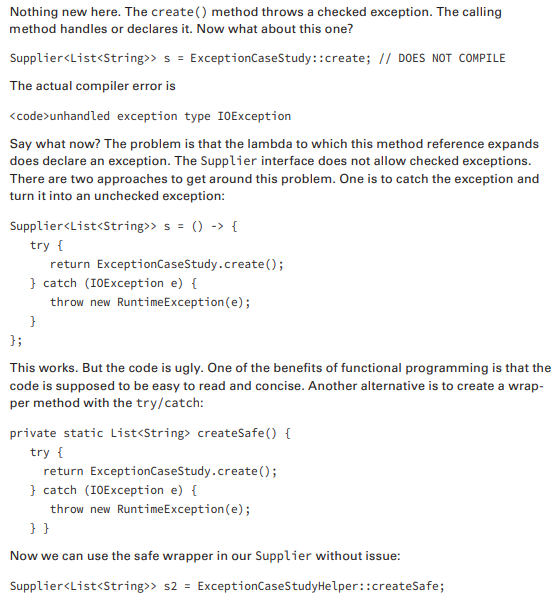 Nothing new here. The create() method throws a checked exception. The calling
method handles or declares it. Now what about this one?
Supplier<List<String>> s = ExceptionCaseStudy::create; // DOES NOT COMPILE
The actual compiler error is
<code>unhandled exception type IOException
Say what now? The problem is that the lambda to which this method reference expands
does declare an exception. The Supplier interface does not allow checked exceptions.
There are two approaches to get around this problem. One is to catch the exception and
turn it into an unchecked exception:
Supplier<List<String>> s = () -> {
   try {
      return ExceptionCaseStudy.create();
   } catch (IOException e) {
      throw new RuntimeException(e);
   }
};
This works. But the code is ugly. One of the benefits of functional programming is that the
code is supposed to be easy to read and concise. Another alternative is to create a wrap-
per method with the try/catch:
private static List<String> createSafe() {
   try {
     return ExceptionCaseStudy.create();
   } catch (IOException e) {
      throw new RuntimeException(e);
   } }
Now we can use the safe wrapper in our Supplier without issue:
Supplier<List<String>> s2 = ExceptionCaseStudyHelper::createSafe;